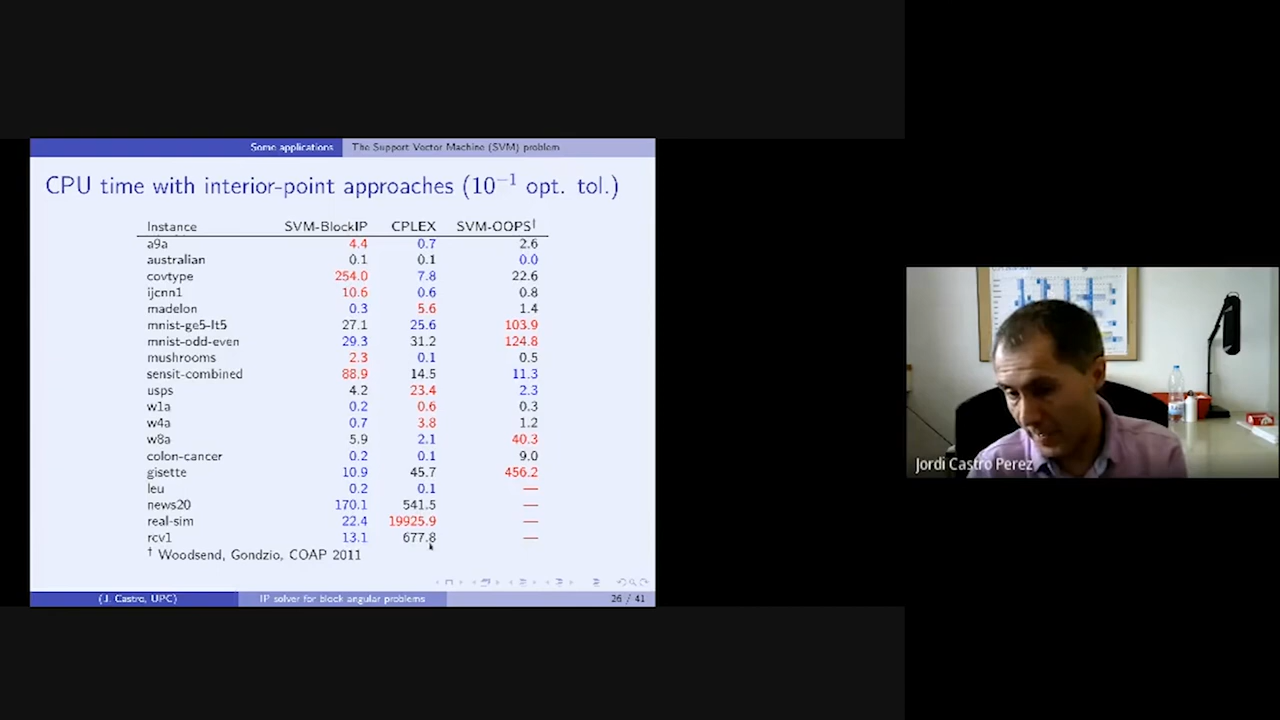 Some applications The Support Vector Machine (SVM) problem
CPU time with interior-point approaches (10⁻¹ opt. tol.)
Instance SVM-BlockIP CPLEX SVM-OOPS†
a9a 4.4 0.7 2.6
australian 0.1 0.1 0.0
covtype 254.0 7.8 22.6
ijcnn1 10.6 0.6 0.8
madelon 0.3 5.6 1.4
mnist-ge5-lt5 27.1 25.6 103.9
mnist-odd-even 29.3 31.2 124.8
mushrooms 2.3 0.1 0.5
sensit-combined 88.9 14.5 11.3
usps 4.2 23.4 2.3
w1a 0.2 0.6 0.3
w4a 0.7 3.8 1.2
w8a 5.9 2.1 40.3
colon-cancer 0.2 0.1 9.0
gisette 10.9 45.7 456.2
leu 0.2 0.1 —
news20 170.1 541.5 —
real-sim 22.4 19925.9 —
rcv1 13.1 677.8 —
† Woodsend, Gondzio, COAP 2011
(J. Castro, UPC) IP solver for block angular problems 26 / 41
Jordi Castro Perez